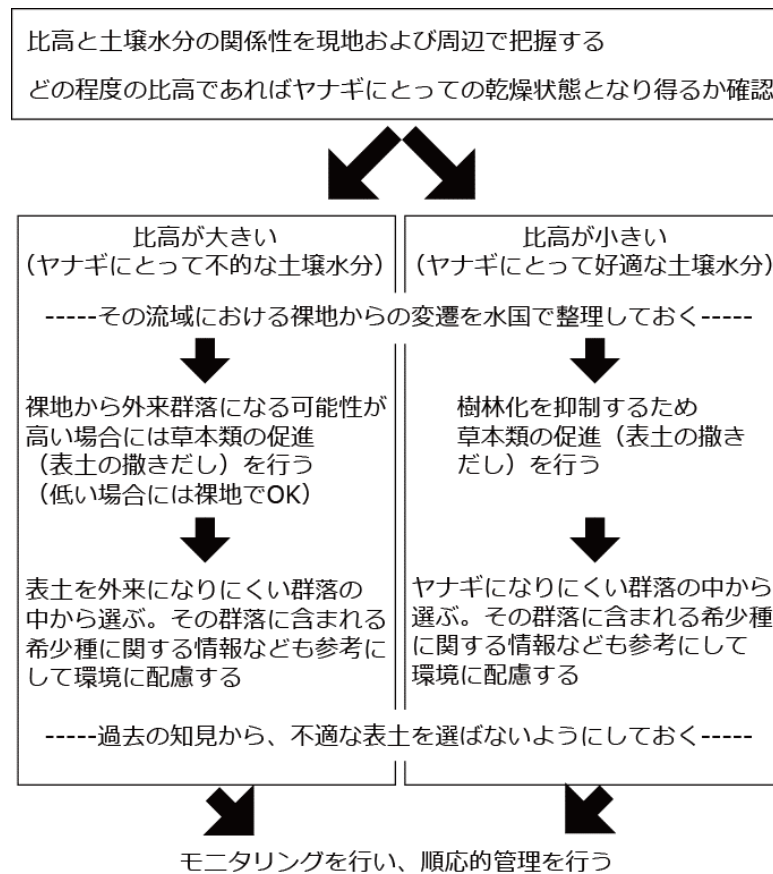 比高と土壌水分の関係性を現地および周辺で把握する
どの程度の比高であればヤナギにとっての乾燥状態となり得るか確認
比高が大きい
(ヤナギにとって不的な土壌水分)
比高が小さい
(ヤナギにとって好適な土壌水分)
-----その流域における裸地からの変遷を水国で整理しておく-----
裸地から外来群落になる可能性が
高い場合には草本類の促進
(表土の撒きだし)を行う
(低い場合には裸地でOK)
樹林化を抑制するため
草本類の促進(表土の撒き
だし)を行う
表土を外来になりにくい群落の
中から選ぶ。その群落に含まれる
希少種に関する情報なども参考に
して環境に配慮する
ヤナギになりにくい群落の中から
選ぶ。その群落に含まれる希少種
に関する情報なども参考にして
環境に配慮する
-----過去の知見から、不適な表土を選ばないようにしておく-----
モニタリングを行い、順応的管理を行う